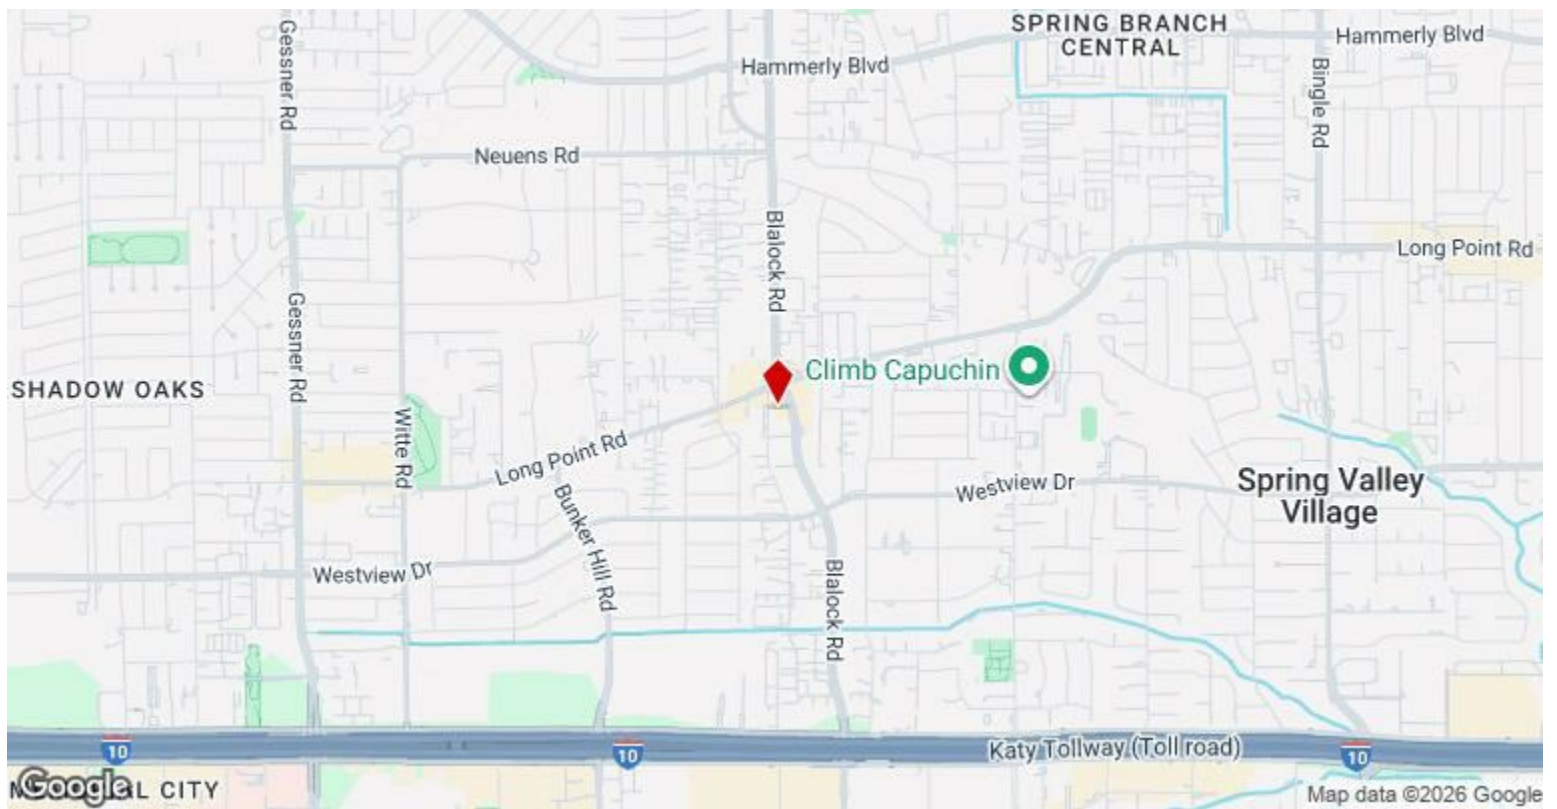 SPRING BRANCH
CENTRAL
Hammerly Blvd
Hammerly Blvd
Gessner Rd
Bingle Rd
Neuens Rd
Blalock Rd
Long Point Rd
Gessner Rd
Climb Capuchin
SHADOW OAKS
Witte Rd
Long Point Rd
Westview Dr
Spring Valley
Village
Bunker Hill Rd
Westview Dr
Blalock Rd
10
10
Katy Tollway (Toll road)
10
Google
CITY
Map data ©2026 Google